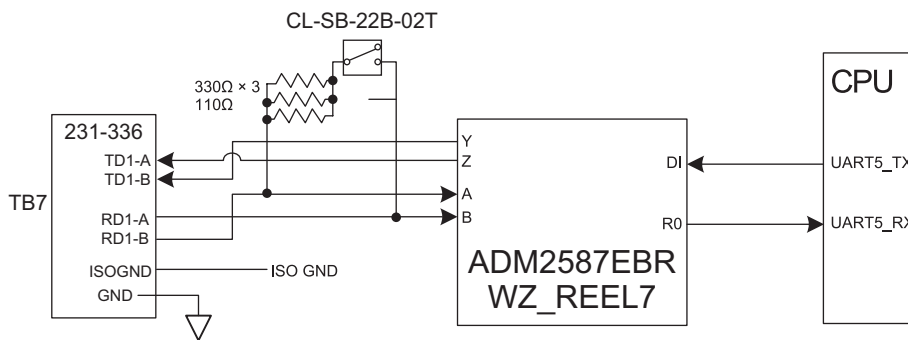 CL-SB-22B-02T
330Ω × 3
110Ω
CPU
231-336
TB7
TD1-A
TD1-B
RD1-A
RD1-B
ISOGND
GND
ISO GND
Y
Z
A
B
DI
R0
ADM2587EBR
WZ_REEL7
UART5_TX
UART5_RX